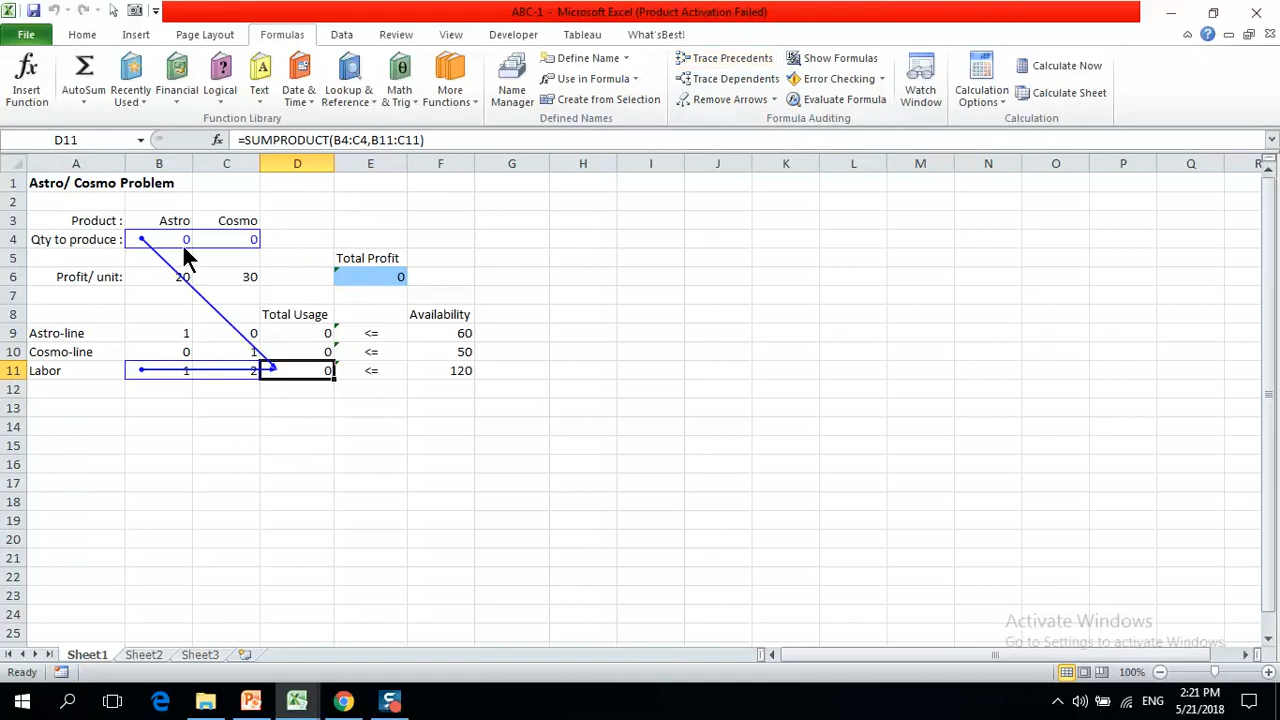 ABC-1 - Microsoft Excel (Product Activation Failed)
File Home Insert Page Layout Formulas Data Review View Developer Tableau What'sBest!
Insert Function
AutoSum
Recently Used
Financial
Logical
Text
Date & Time
Lookup & Reference
Math & Trig
More Functions
Function Library
Name Manager
Define Name
Use in Formula
Create from Selection
Defined Names
Trace Precedents
Trace Dependents
Remove Arrows
Show Formulas
Error Checking
Evaluate Formula
Formula Auditing
Watch Window
Calculation Options
Calculate Now
Calculate Sheet
Calculation
D11 fx =SUMPRODUCT(B4:C4,B11:C11)
A B C D E F G H I J K L M N O P Q R
1 Astro/ Cosmo Problem
2
3 Product : Astro Cosmo
4 Qty to produce : 0 0
5 Total Profit
6 Profit/ unit: 20 30 0
7
8 Total Usage Availability
9 Astro-line 1 0 0 <= 60
10 Cosmo-line 0 1 0 <= 50
11 Labor 1 2 0 <= 120
12
13
14
15
16
17
18
19
20
21
22
23
24
25
Activate Windows
Go to Settings to activate Windows.
Sheet1 Sheet2 Sheet3
Ready 100%
ENG 2:21 PM
5/21/2018